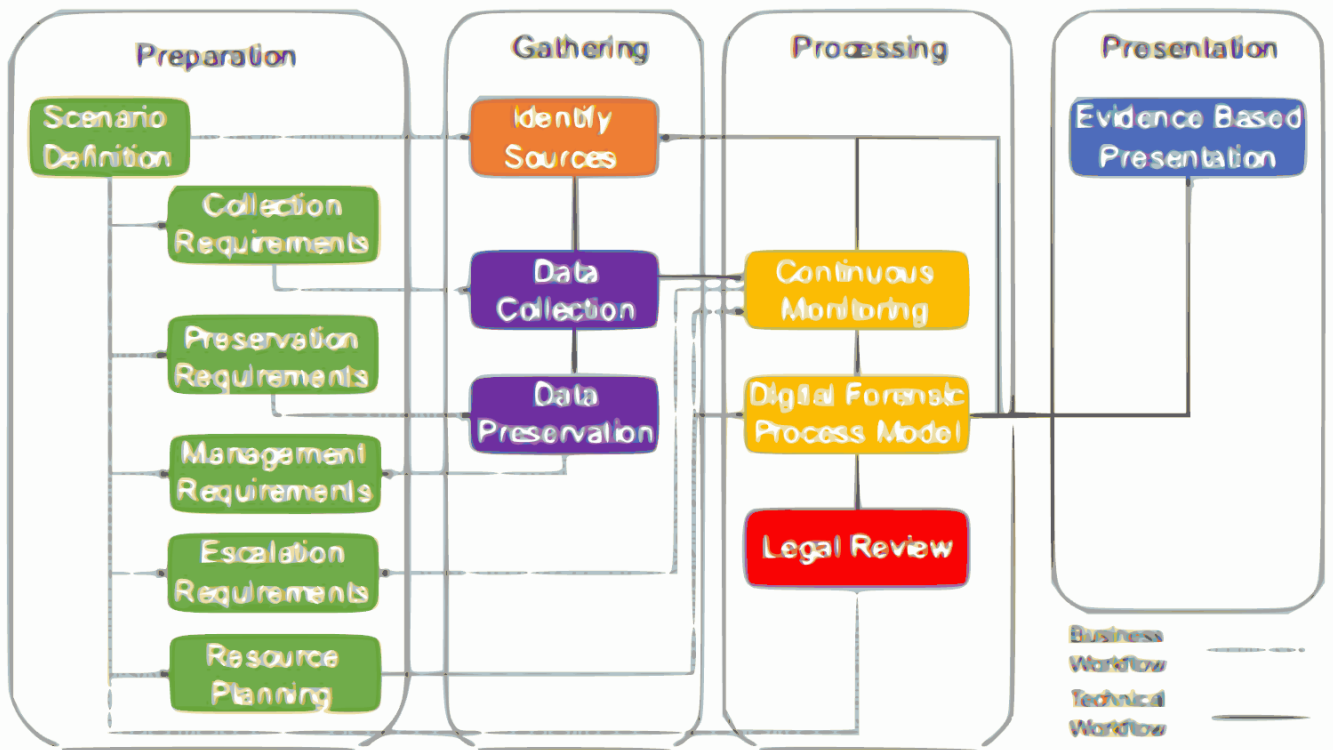 Preparation
Scenario
Definition
Collection
Requirements
Preservation
Requirements
Management
Requirements
Escalation
Requirements
Resource
Planning
Gathering
Identify
Sources
Data
Collection
Data
Preservation
Processing
Continuous
Monitoring
Digital Forensic
Process Model
Legal Review
Presentation
Evidence Based
Presentation
Business
Workflow
Technical
Workflow